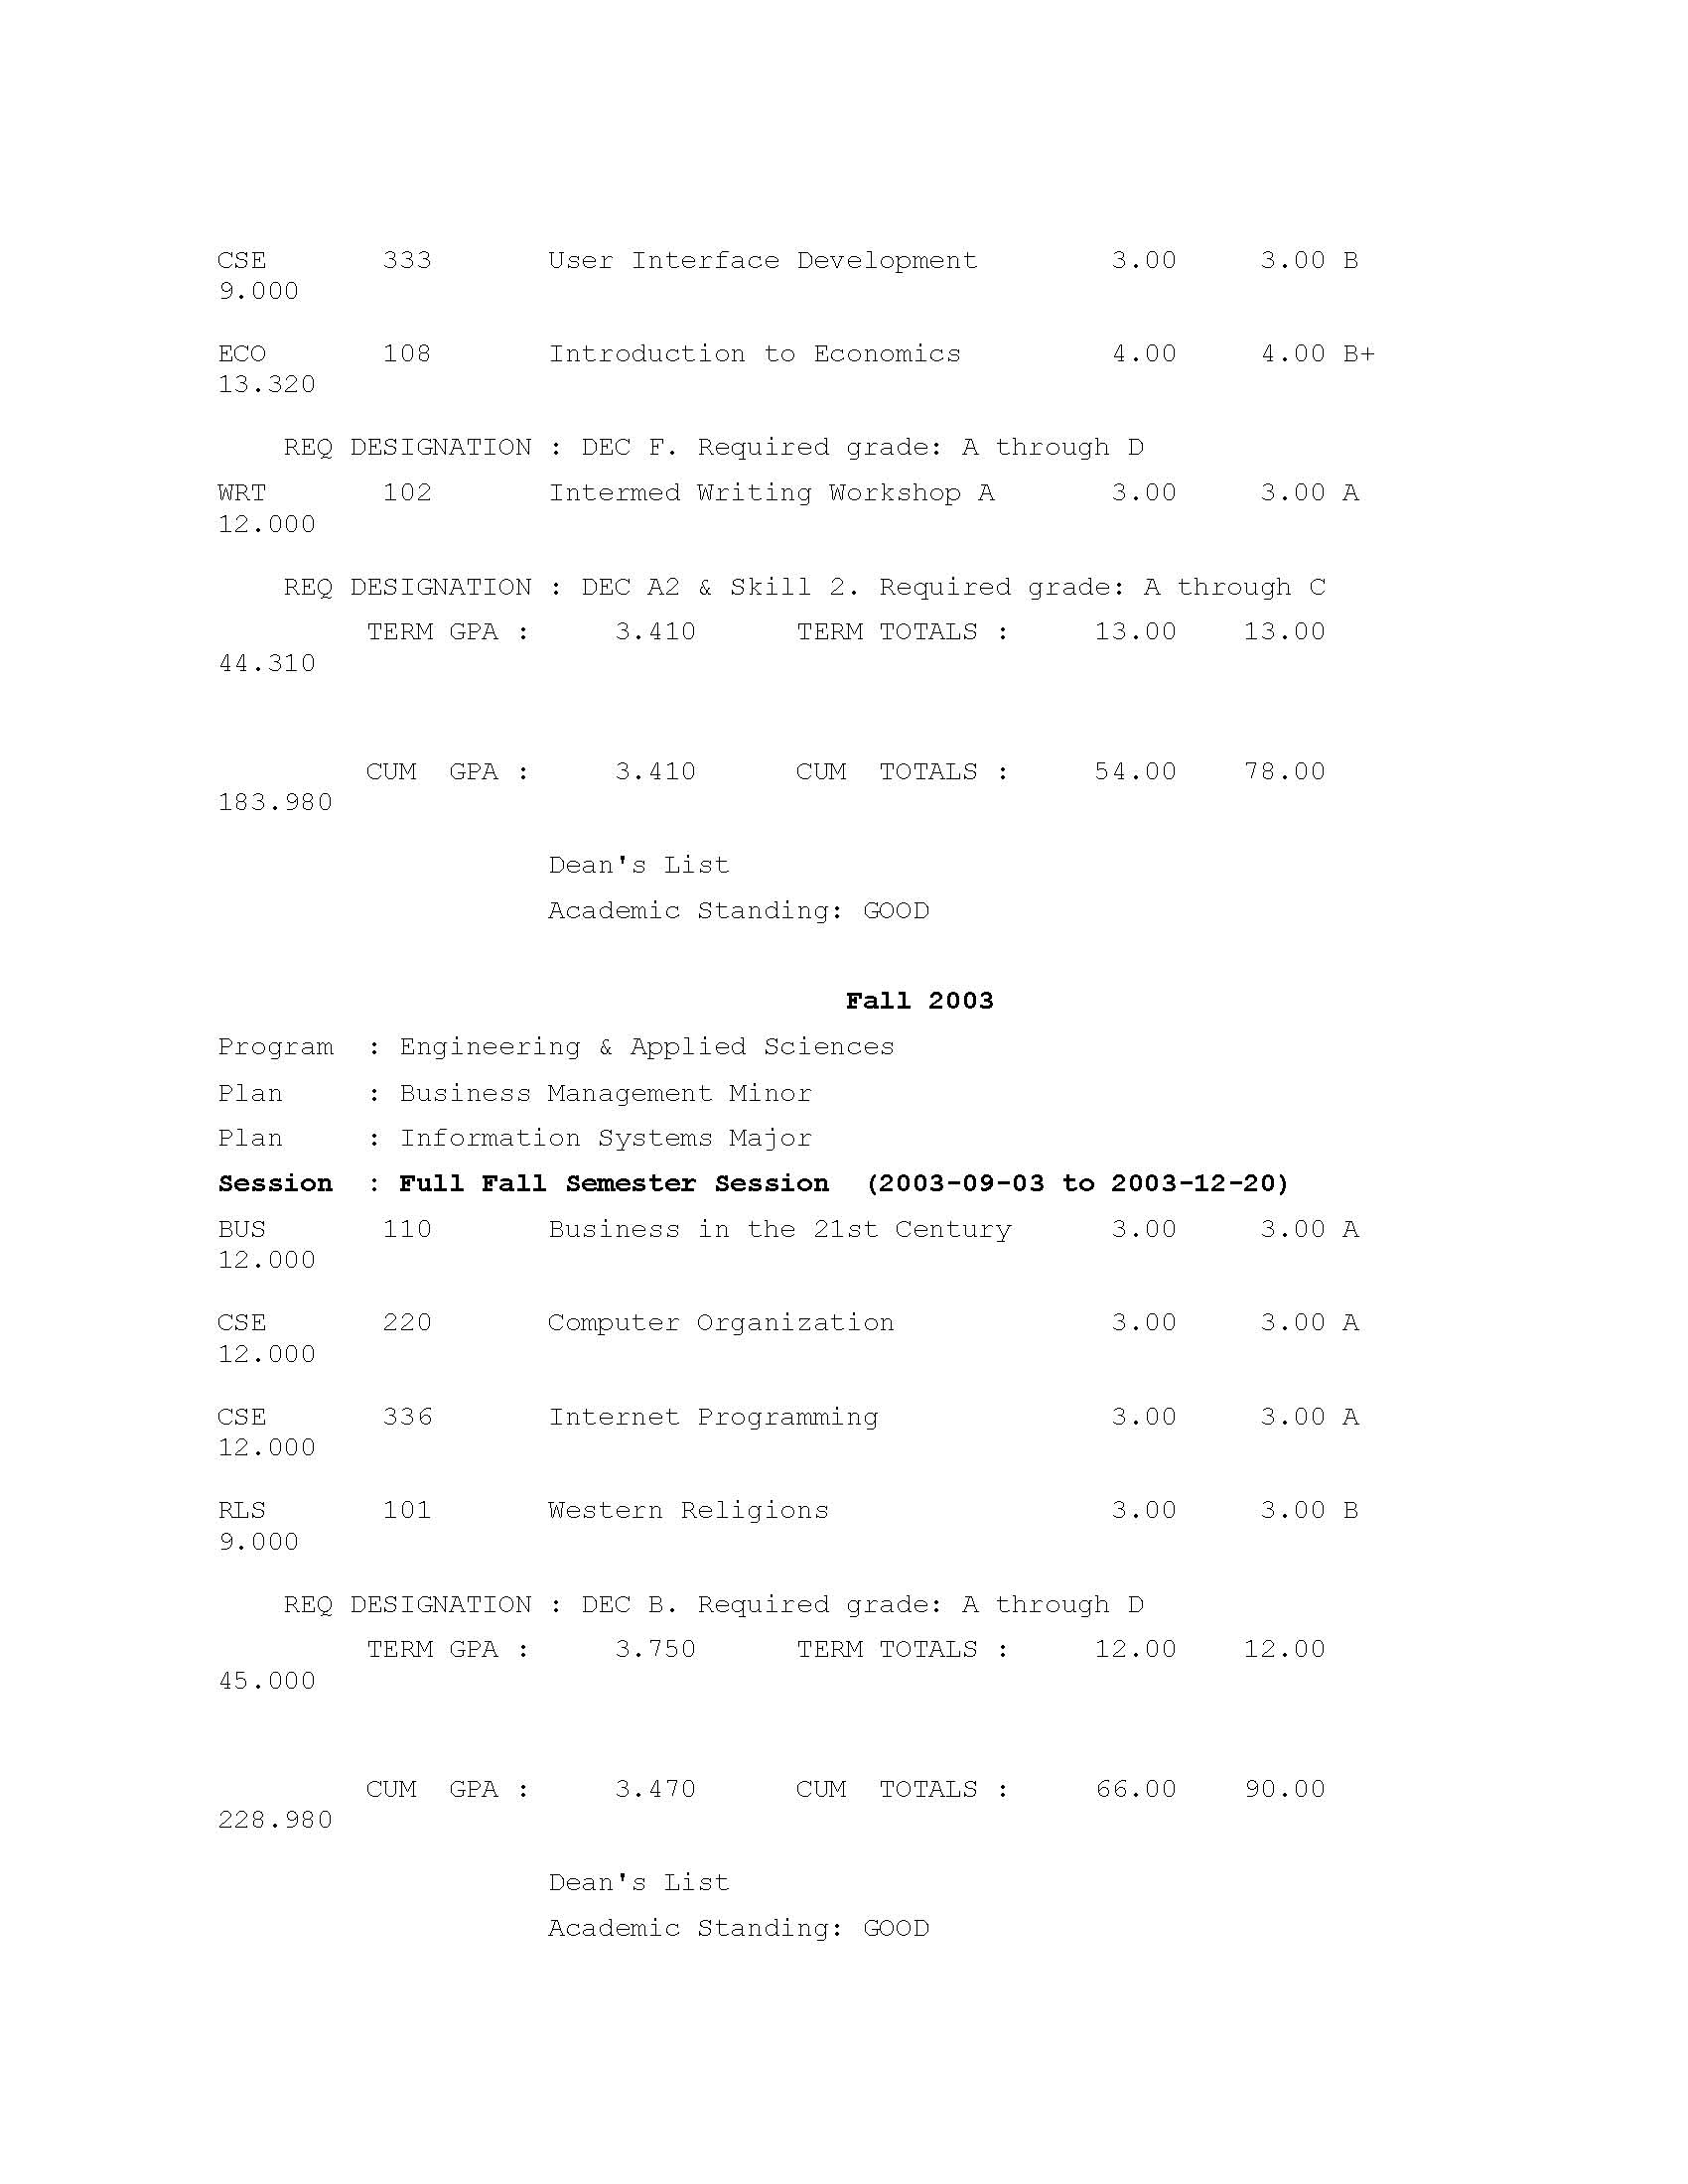 CSE 333 User Interface Development 3.00 3.00 B
9.000
ECO 108 Introduction to Economics 4.00 4.00 B+
13.320
REQ DESIGNATION : DEC F. Required grade: A through D
WRT 102 Intermed Writing Workshop A 3.00 3.00 A
12.000
REQ DESIGNATION : DEC A2 & Skill 2. Required grade: A through C
TERM GPA : 3.410 TERM TOTALS : 13.00 13.00
44.310
CUM GPA : 3.410 CUM TOTALS : 54.00 78.00
183.980
Dean's List
Academic Standing: GOOD
Fall 2003
Program : Engineering & Applied Sciences
Plan : Business Management Minor
Plan : Information Systems Major
Session : Full Fall Semester Session (2003-09-03 to 2003-12-20)
BUS 110 Business in the 21st Century 3.00 3.00 A
12.000
CSE 220 Computer Organization 3.00 3.00 A
12.000
CSE 336 Internet Programming 3.00 3.00 A
12.000
RLS 101 Western Religions 3.00 3.00 B
9.000
REQ DESIGNATION : DEC B. Required grade: A through D
TERM GPA : 3.750 TERM TOTALS : 12.00 12.00
45.000
CUM GPA : 3.470 CUM TOTALS : 66.00 90.00
228.980
Dean's List
Academic Standing: GOOD